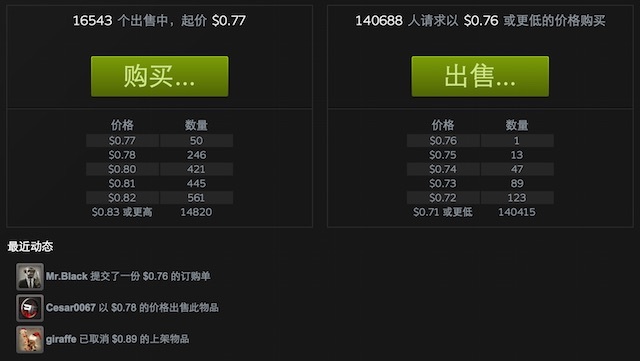 16543 个出售中，起价 $0.77
购买...
价格 数量
$0.77 50
$0.78 246
$0.80 421
$0.81 445
$0.82 561
$0.83 或更高 14820
140688 人请求以 $0.76 或更低的价格购买
出售...
价格 数量
$0.76 1
$0.75 13
$0.74 47
$0.73 89
$0.72 123
$0.71 或更低 140415
最近动态
Mr.Black 提交了一份 $0.76 的订购单
Cesar0067 以 $0.78 的价格出售此物品
giraffe 已取消 $0.89 的上架物品